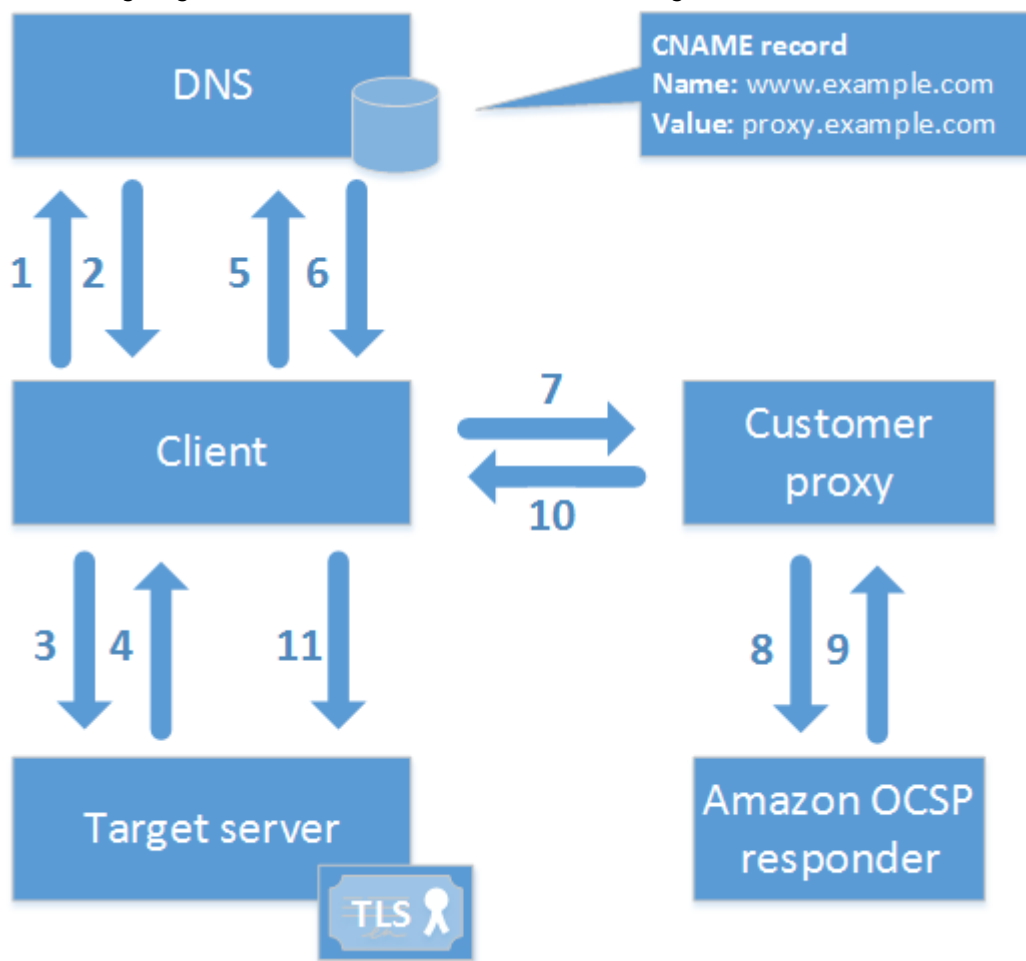 DNS
CNAME record
Name: www.example.com
Value: proxy.example.com
1
2
5
6
Client
7
10
Customer
proxy
3
4
11
8
9
Target server
TLS
Amazon OCSP
responder